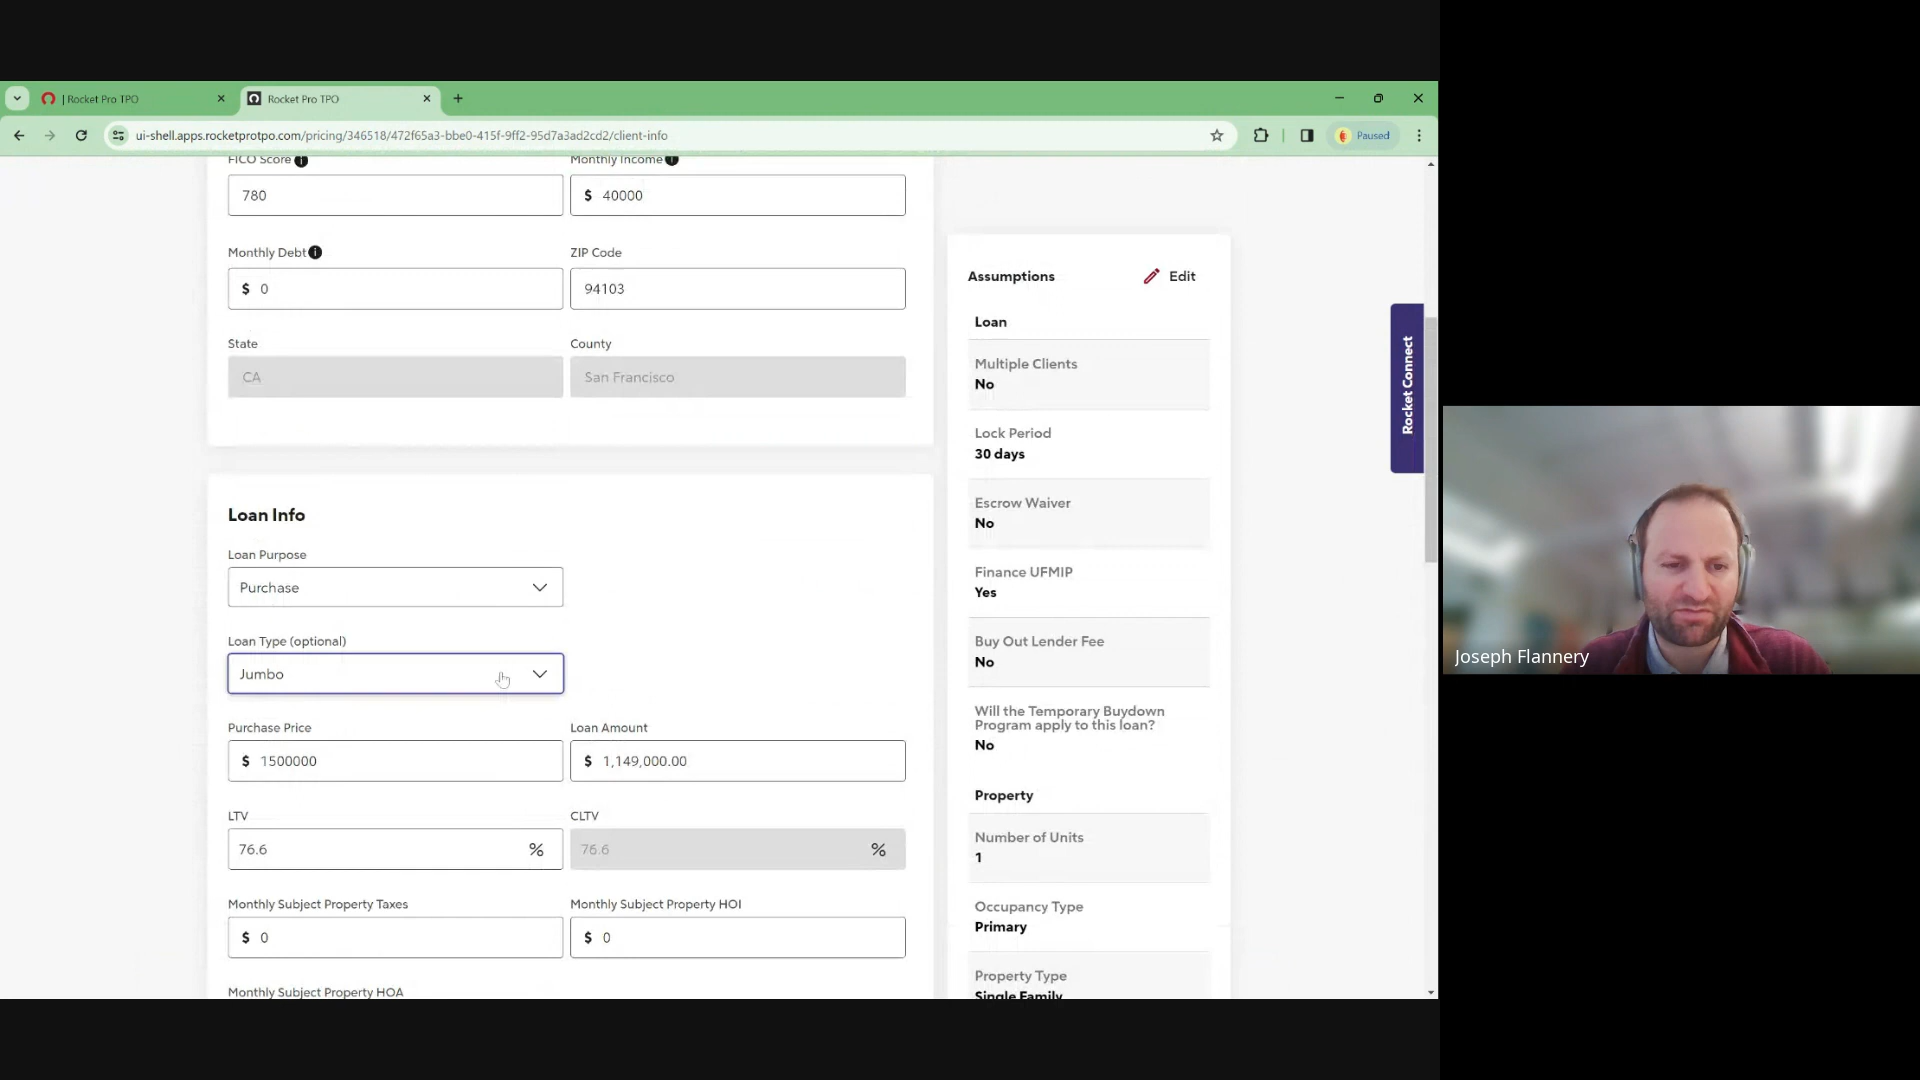 | Rocket Pro TPO
Rocket Pro TPO
ui-shell.apps.rocketprotpo.com/pricing/346518/472f65a3-bbe0-415f-9ff2-95d7a3ad2cd2/client-info
Paused
FICO Score
Monthly Income
780
$ 40000
Monthly Debt
ZIP Code
$ 0
94103
State
County
CA
San Francisco
Loan Info
Loan Purpose
Purchase
Loan Type (optional)
Jumbo
Purchase Price
Loan Amount
$ 1500000
$ 1,149,000.00
LTV
CLTV
76.6 %
76.6 %
Monthly Subject Property Taxes
Monthly Subject Property HOI
$ 0
$ 0
Monthly Subject Property HOA
Assumptions
Edit
Loan
Multiple Clients
No
Lock Period
30 days
Escrow Waiver
No
Finance UFMIP
Yes
Buy Out Lender Fee
No
Will the Temporary Buydown
Program apply to this loan?
No
Property
Number of Units
1
Occupancy Type
Primary
Property Type
Single Family
Rocket Connect
Joseph Flannery